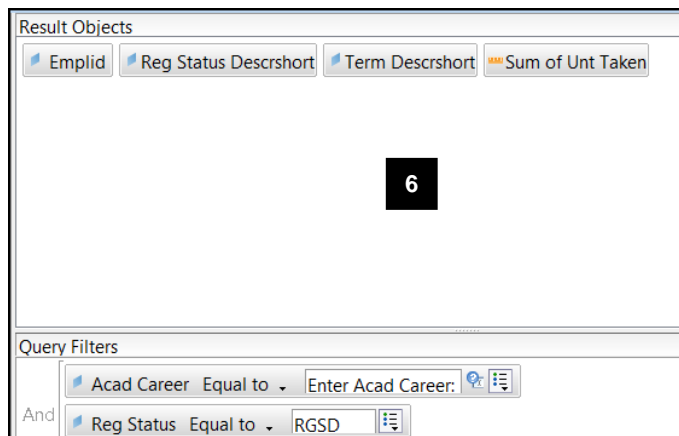 Result Objects
Emplid Reg Status Descrshort Term Descrshort Sum of Unt Taken
6
Query Filters
Acad Career Equal to Enter Acad Career:
And
Reg Status Equal to RGSD